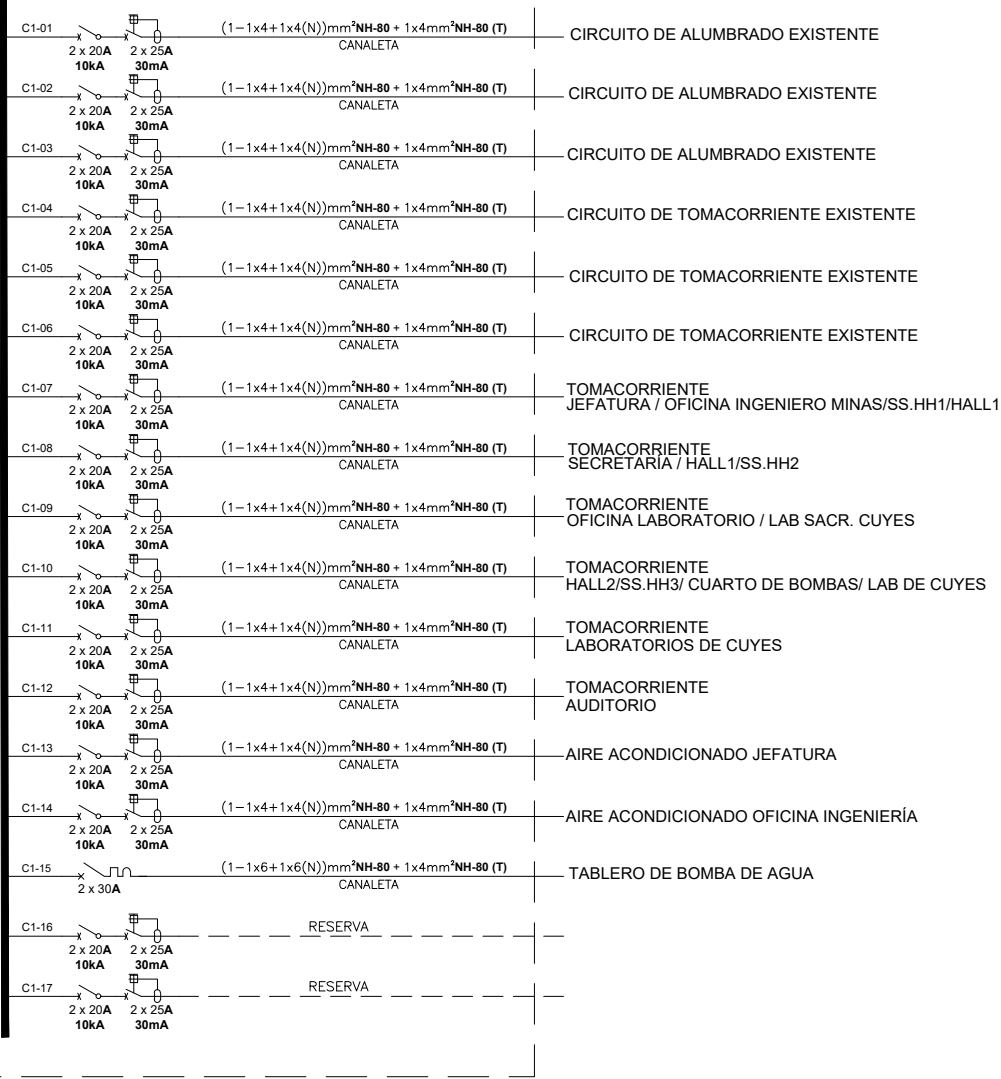 C1-01
(1-1x4+1x4(N))mm²NH-80 + 1x4mm²NH-80 (T)
CANALETA
CIRCUITO DE ALUMBRADO EXISTENTE
2 x 20A 2 x 25A
10kA 30mA
C1-02
(1-1x4+1x4(N))mm²NH-80 + 1x4mm²NH-80 (T)
CANALETA
CIRCUITO DE ALUMBRADO EXISTENTE
2 x 20A 2 x 25A
10kA 30mA
C1-03
(1-1x4+1x4(N))mm²NH-80 + 1x4mm²NH-80 (T)
CANALETA
CIRCUITO DE ALUMBRADO EXISTENTE
2 x 20A 2 x 25A
10kA 30mA
C1-04
(1-1x4+1x4(N))mm²NH-80 + 1x4mm²NH-80 (T)
CANALETA
CIRCUITO DE TOMACORRIENTE EXISTENTE
2 x 20A 2 x 25A
10kA 30mA
C1-05
(1-1x4+1x4(N))mm²NH-80 + 1x4mm²NH-80 (T)
CANALETA
CIRCUITO DE TOMACORRIENTE EXISTENTE
2 x 20A 2 x 25A
10kA 30mA
C1-06
(1-1x4+1x4(N))mm²NH-80 + 1x4mm²NH-80 (T)
CANALETA
CIRCUITO DE TOMACORRIENTE EXISTENTE
2 x 20A 2 x 25A
10kA 30mA
C1-07
(1-1x4+1x4(N))mm²NH-80 + 1x4mm²NH-80 (T)
CANALETA
TOMACORRIENTE
JEFATURA / OFICINA INGENIERO MINAS/SS.HH1/HALL1
2 x 20A 2 x 25A
10kA 30mA
C1-08
(1-1x4+1x4(N))mm²NH-80 + 1x4mm²NH-80 (T)
CANALETA
TOMACORRIENTE
SECRETARÍA / HALL1/SS.HH2
2 x 20A 2 x 25A
10kA 30mA
C1-09
(1-1x4+1x4(N))mm²NH-80 + 1x4mm²NH-80 (T)
CANALETA
TOMACORRIENTE
OFICINA LABORATORIO / LAB SACR. CUYES
2 x 20A 2 x 25A
10kA 30mA
C1-10
(1-1x4+1x4(N))mm²NH-80 + 1x4mm²NH-80 (T)
CANALETA
TOMACORRIENTE
HALL2/SS.HH3/ CUARTO DE BOMBAS/ LAB DE CUYES
2 x 20A 2 x 25A
10kA 30mA
C1-11
(1-1x4+1x4(N))mm²NH-80 + 1x4mm²NH-80 (T)
CANALETA
TOMACORRIENTE
LABORATORIOS DE CUYES
2 x 20A 2 x 25A
10kA 30mA
C1-12
(1-1x4+1x4(N))mm²NH-80 + 1x4mm²NH-80 (T)
CANALETA
TOMACORRIENTE
AUDITORIO
2 x 20A 2 x 25A
10kA 30mA
C1-13
(1-1x4+1x4(N))mm²NH-80 + 1x4mm²NH-80 (T)
CANALETA
AIRE ACONDICIONADO JEFATURA
2 x 20A 2 x 25A
10kA 30mA
C1-14
(1-1x4+1x4(N))mm²NH-80 + 1x4mm²NH-80 (T)
CANALETA
AIRE ACONDICIONADO OFICINA INGENIERÍA
2 x 20A 2 x 25A
10kA 30mA
C1-15
(1-1x6+1x6(N))mm²NH-80 + 1x4mm²NH-80 (T)
CANALETA
TABLERO DE BOMBA DE AGUA
2 x 30A
C1-16
RESERVA
2 x 20A 2 x 25A
10kA 30mA
C1-17
RESERVA
2 x 20A 2 x 25A
10kA 30mA